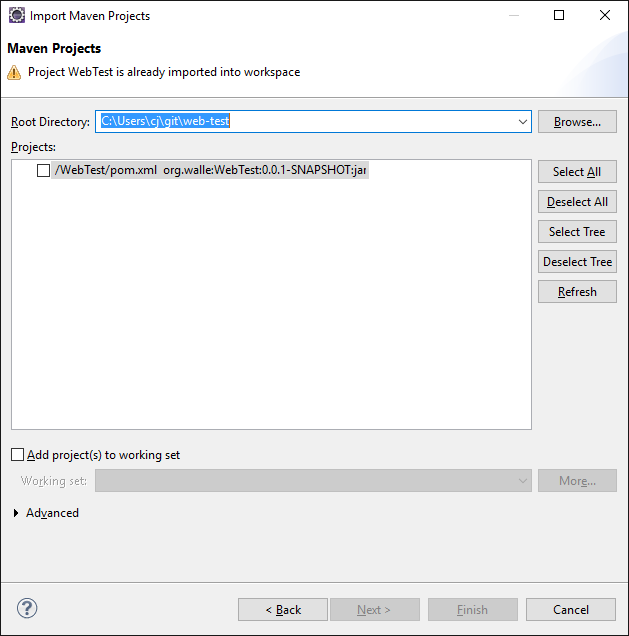 Import Maven Projects
Maven Projects
Project WebTest is already imported into workspace
Root Directory: C:\Users\cj\git\web-test Browse...
Projects:
/WebTest/pom.xml org.walle:WebTest:0.0.1-SNAPSHOT:jar
Select All
Deselect All
Select Tree
Deselect Tree
Refresh
Add project(s) to working set
Working set: More...
Advanced
? < Back Next > Finish Cancel